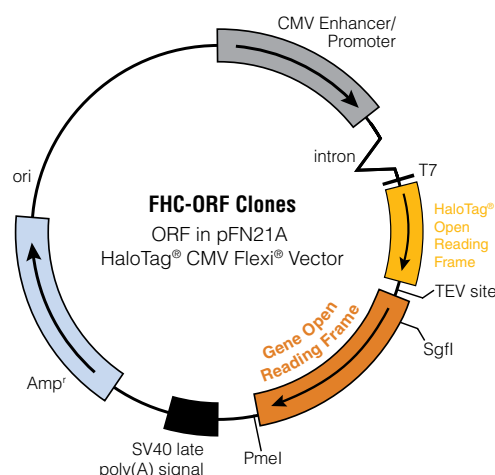 CMV Enhancer/
Promoter
intron
T7
ori
FHC-ORF Clones
ORF in pFN21A
HaloTag® CMV Flexi® Vector
HaloTag®
Open
Reading
Frame
TEV site
SgfI
Gene Open
Reading Frame
Ampʳ
SV40 late
poly(A) signal
PmeI